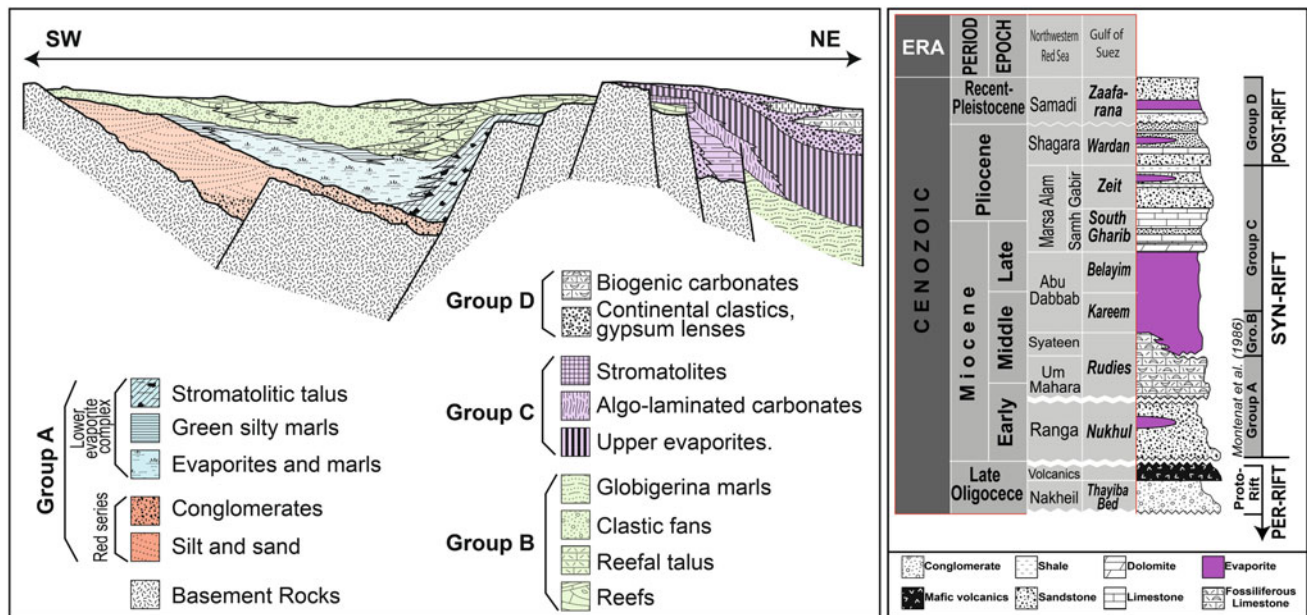 SW
NE
Group D
Biogenic carbonates
Continental clastics,
gypsum lenses
Group C
Stromatolites
Algo-laminated carbonates
Upper evaporites.
Group A
Lower
evaporite
complex
Stromatolitic talus
Green silty marls
Evaporites and marls
Red series
Conglomerates
Silt and sand
Basement Rocks
Group B
Globigerina marls
Clastic fans
Reefal talus
Reefs
ERA
PERIOD
EPOCH
Northwestern
Red Sea
Gulf of
Suez
CENOZOIC
Recent-
Pleistocene
Samadi
Zaafa-
rana
Pliocene
Shagara
Wardan
Marsa Alam
Samh Gabir
Zeit
South
Gharib
Miocene
Late
Abu
Dabbab
Belayim
Middle
Kareem
Syateen
Um
Mahara
Rudies
Early
Ranga
Nukhul
Late
Oligocece
Volcanics
Nakheil
Thayiba
Bed
Group D
POST-RIFT
Group C
Gro.B
Group A
Montenat et al. (1986)
SYN-RIFT
Proto-
Rift
PER-RIFT
Conglomerate
Shale
Dolomite
Evaporite
Mafic volcanics
Sandstone
Limestone
Fossiliferous
Limestone